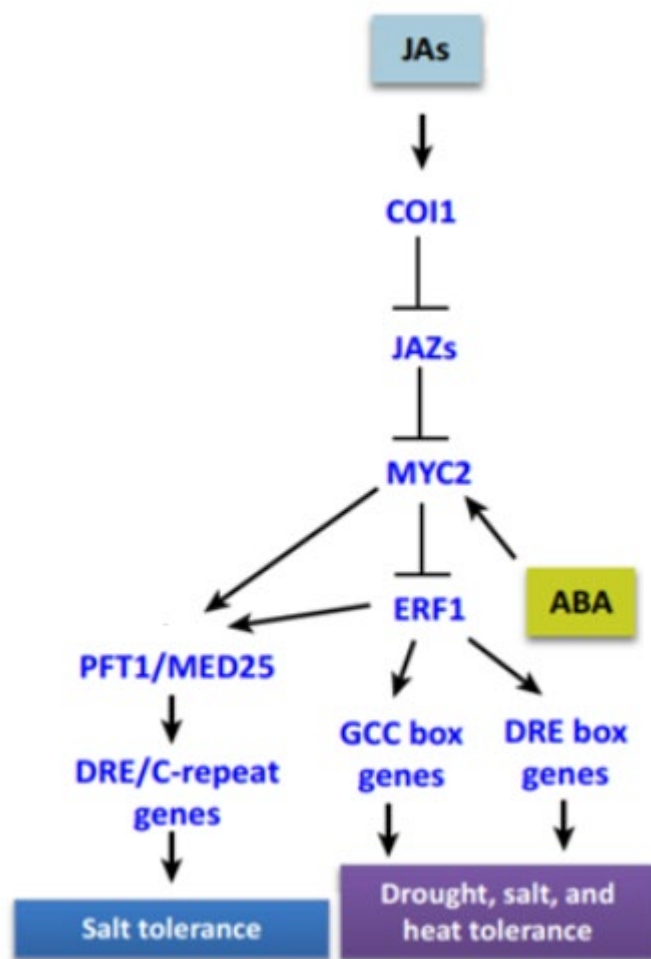 JAs
COI1
JAZs
MYC2
ABA
ERF1
PFT1/MED25
GCC box
genes
DRE box
genes
DRE/C-repeat
genes
Salt tolerance
Drought, salt, and
heat tolerance